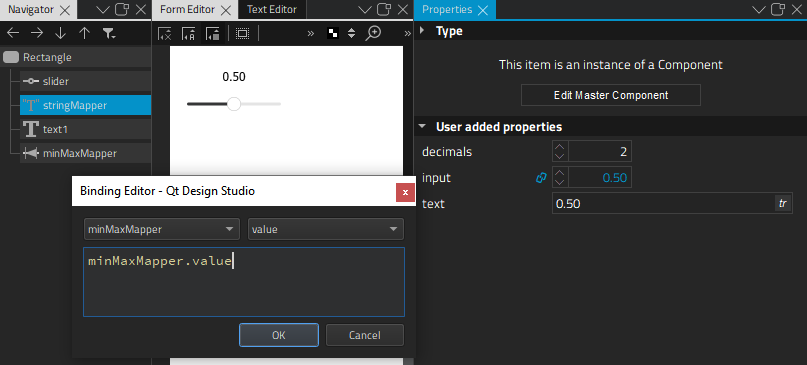 Navigator
Form Editor
Text Editor
Properties
Rectangle
slider
stringMapper
text1
minMaxMapper
0.50
Type
This item is an instance of a Component
Edit Master Component
User added properties
decimals 2
input 0.50
text 0.50 tr
Binding Editor - Qt Design Studio
minMaxMapper value
minMaxMapper.value
OK Cancel